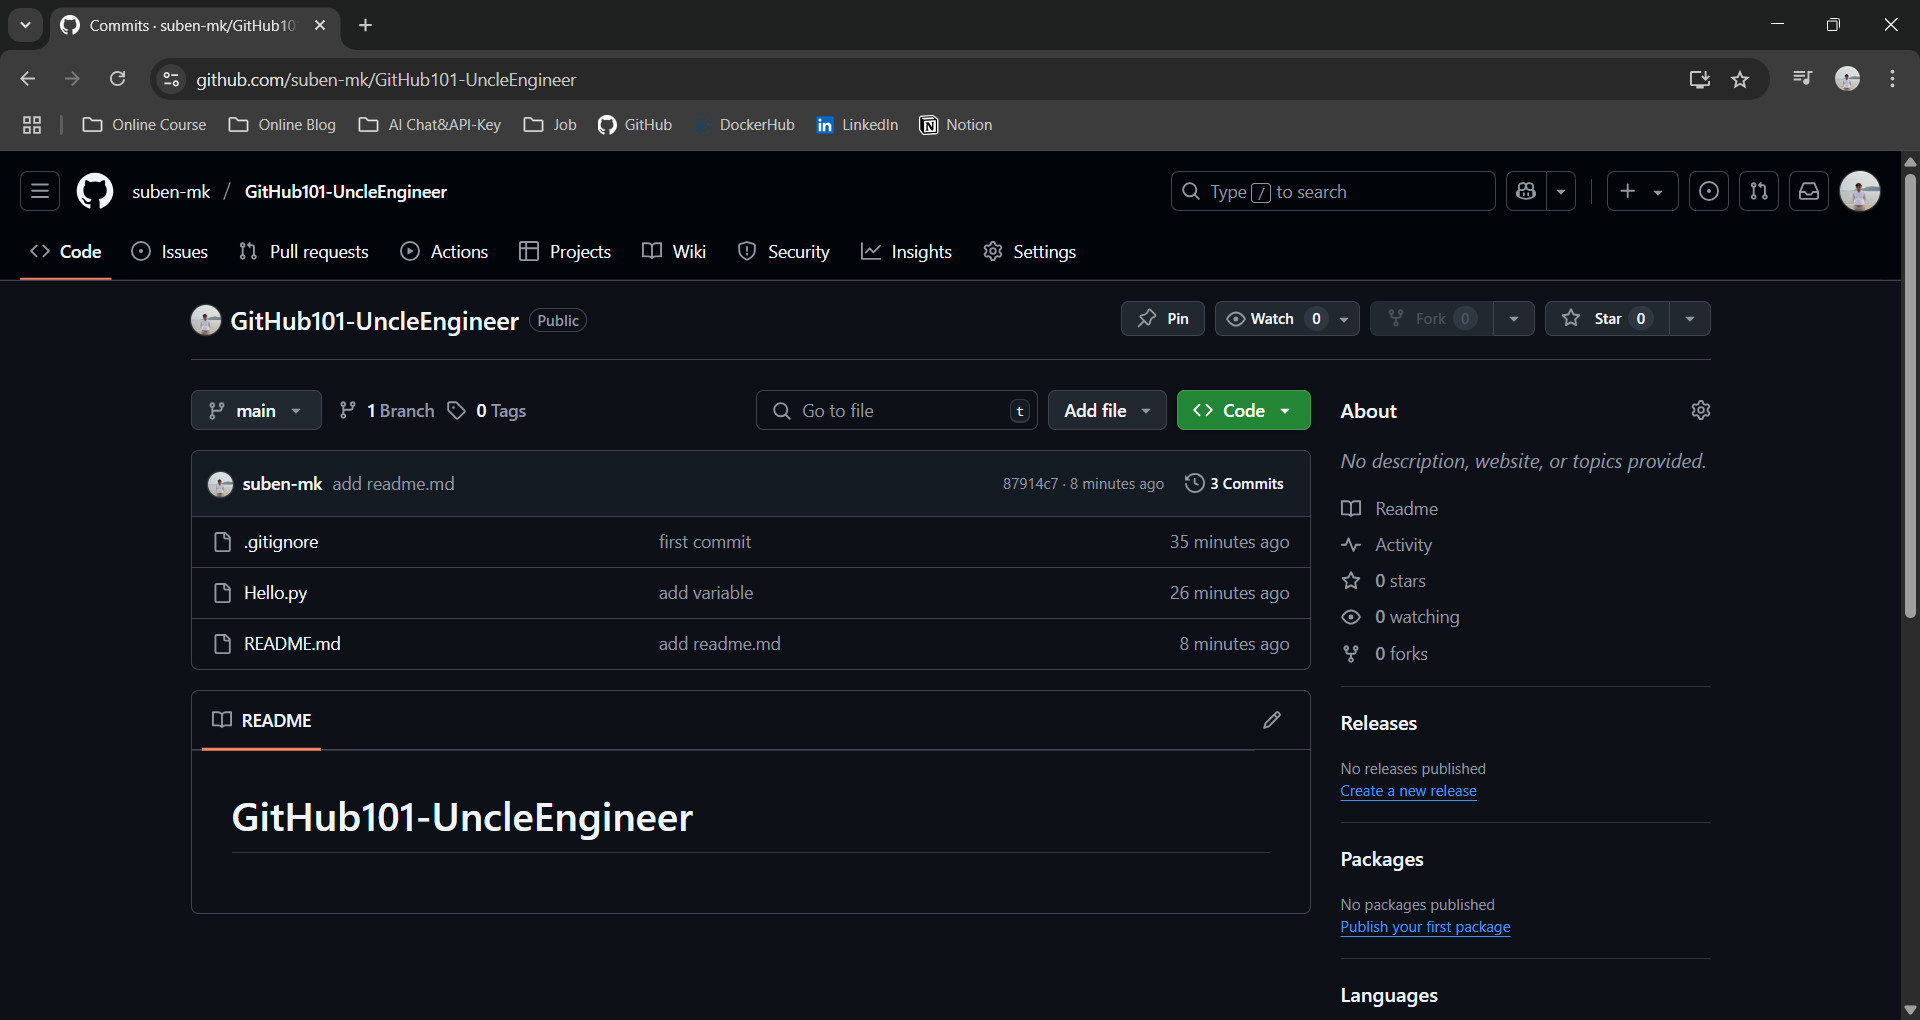 Commits · suben-mk/GitHub10
github.com/suben-mk/GitHub101-UncleEngineer
Online Course Online Blog AI Chat&API-Key Job GitHub DockerHub in LinkedIn Notion
suben-mk / GitHub101-UncleEngineer Type / to search
Code Issues Pull requests Actions Projects Wiki Security Insights Settings
GitHub101-UncleEngineer Public Pin Watch 0 Fork 0 Star 0
main 1 Branch 0 Tags Go to file t Add file Code
suben-mk add readme.md 87914c7 · 8 minutes ago 3 Commits
.gitignore first commit 35 minutes ago
Hello.py add variable 26 minutes ago
README.md add readme.md 8 minutes ago
README
GitHub101-UncleEngineer
About
No description, website, or topics provided.
Readme
Activity
0 stars
0 watching
0 forks
Releases
No releases published
Create a new release
Packages
No packages published
Publish your first package
Languages